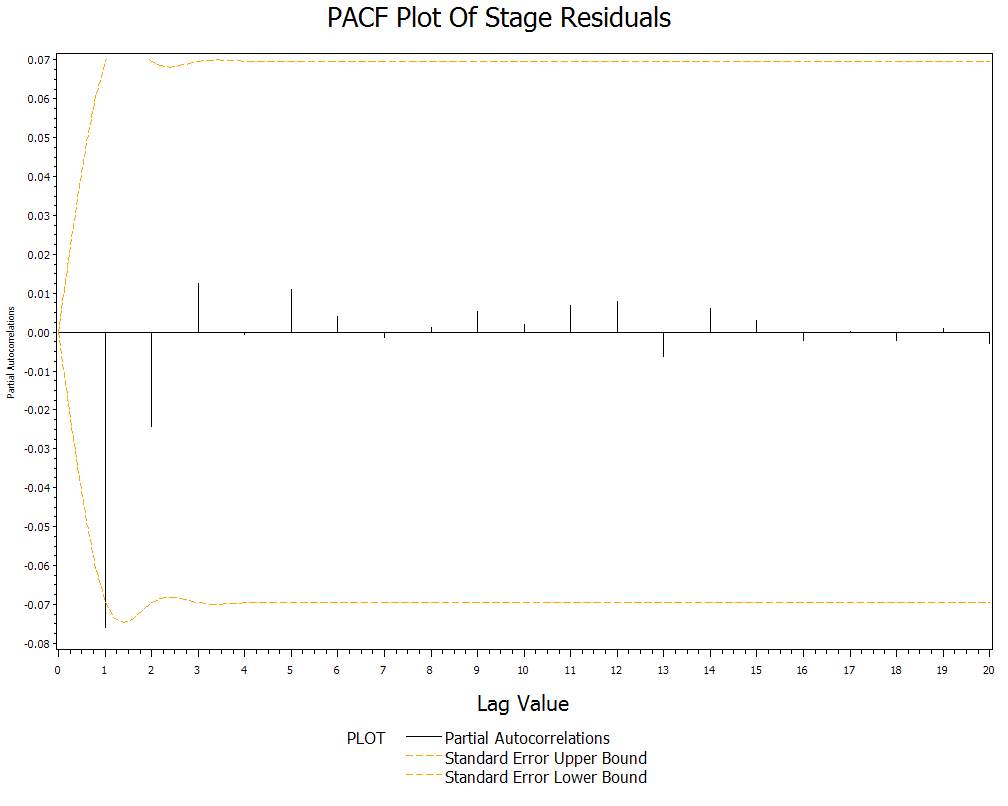 PACF Plot Of Stage Residuals
0.07
0.06
0.05
0.04
0.03
0.02
0.01
0.00
-0.01
-0.02
-0.03
-0.04
-0.05
-0.06
-0.07
-0.08
Partial Autocorrelations
0 1 2 3 4 5 6 7 8 9 10 11 12 13 14 15 16 17 18 19 20
Lag Value
PLOT Partial Autocorrelations
Standard Error Upper Bound
Standard Error Lower Bound